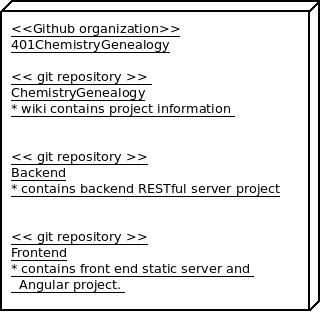 <<Github organization>>
401ChemistryGenealogy
<< git repository >>
ChemistryGenealogy
* wiki contains project information
<< git repository >>
Backend
* contains backend RESTful server project
<< git repository >>
Frontend
* contains front end static server and
Angular project.